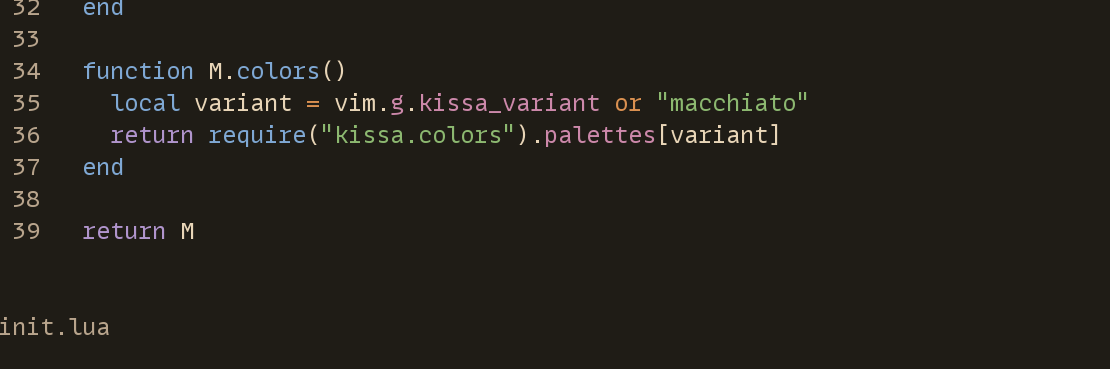 32   end
33
34   function M.colors()
35     local variant = vim.g.kissa_variant or "macchiato"
36     return require("kissa.colors").palettes[variant]
37   end
38
39   return M
init.lua